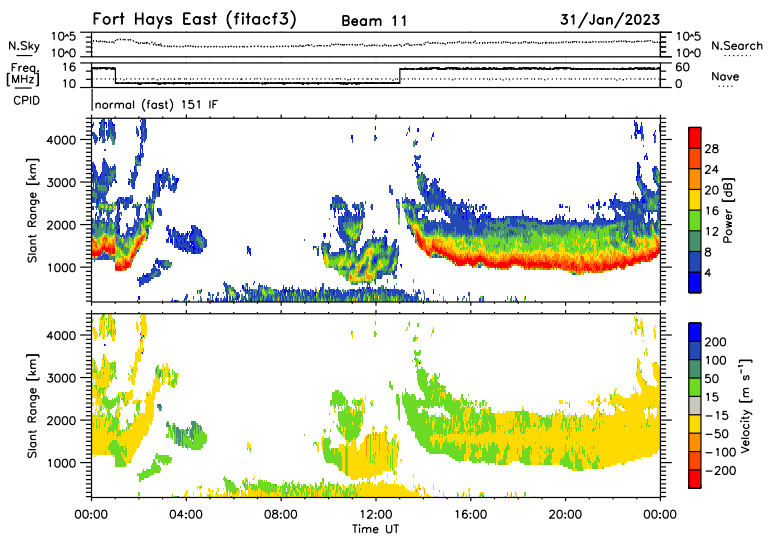 Fort Hays East (fitacf3) Beam 11 31/Jan/2023
N.Sky 10^5 10^0 10^5 10^0 N.Search
Freq. [MHz] 16 10 60 0 Nave
CPID normal (fast) 151 IF
Slant Range [km] 4000 3000 2000 1000
28 24 20 16 12 8 4 Power [dB]
Slant Range [km] 4000 3000 2000 1000
200 100 50 15 -15 -50 -100 -200 Velocity [m s⁻¹]
00:00 04:00 08:00 12:00 16:00 20:00 00:00
Time UT